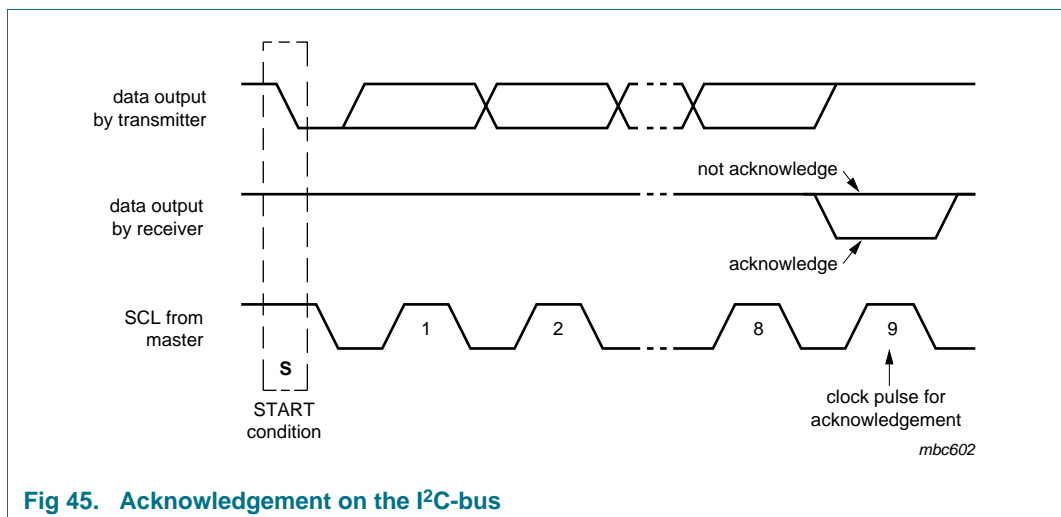 data output
by transmitter
not acknowledge
data output
by receiver
acknowledge
SCL from
master
1
2
8
9
S
START
condition
clock pulse for
acknowledgement
mbc602
Fig 45. Acknowledgement on the I²C-bus